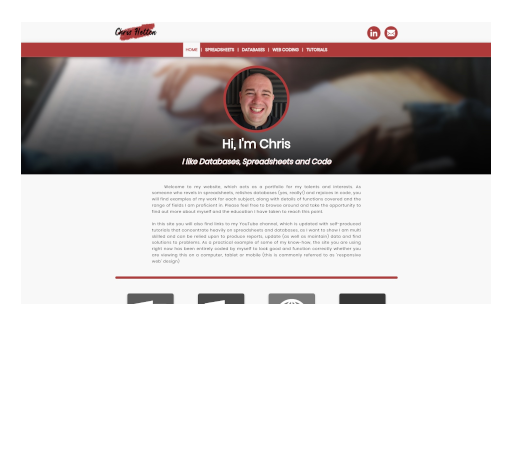 Chris Hetton
in
HOME | SPREADSHEETS | DATABASES | WEB CODING | TUTORIALS
Hi, I'm Chris
I like Databases, Spreadsheets and Code
Welcome to my website, which acts as a portfolio for my talents and interests. As
someone who revels in spreadsheets, relishes databases (yes, really!) and rejoices in code, you
will find examples of my work for each subject, along with details of functions covered and the
range of fields I am proficient in. Please feel free to browse around and take the opportunity to
find out more about myself and the education I have taken to reach this point.
In this site you will also find links to my YouTube channel, which is updated with self-produced
tutorials that concentrate heavily on spreadsheets and databases, as I want to show I am multi
skilled and can be relied upon to produce reports, update (as well as maintain) data and find
solutions to problems. As a practical example of some of my know-how, the site you are using
right now has been entirely coded by myself to look good and function correctly whether you
are viewing this on a computer, tablet or mobile (this is commonly referred to as 'responsive
web' design)